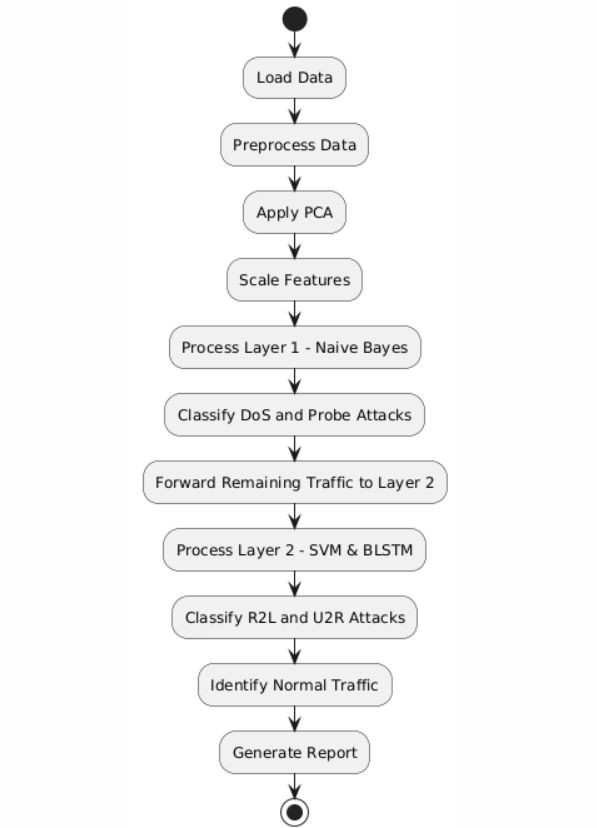 Load Data
Preprocess Data
Apply PCA
Scale Features
Process Layer 1 - Naive Bayes
Classify DoS and Probe Attacks
Forward Remaining Traffic to Layer 2
Process Layer 2 - SVM & BLSTM
Classify R2L and U2R Attacks
Identify Normal Traffic
Generate Report